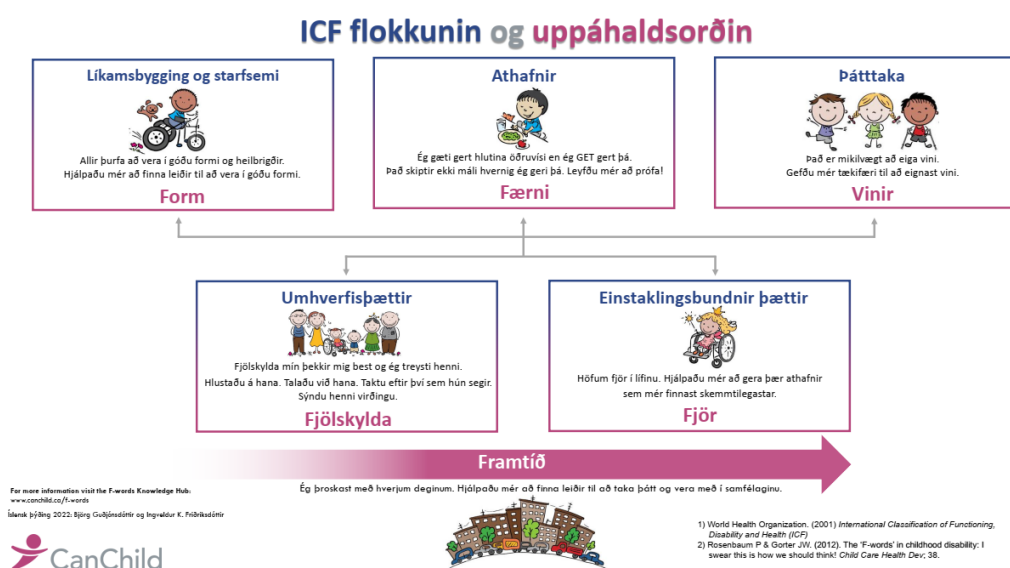 ICF flokkunin og uppáhaldsorðin
Líkamsbygging og starfsemi
Allir þurfa að vera í góðu formi og heilbrigðir.
Hjálpaðu mér að finna leiðir til að vera í góðu formi.
Form
Athafnir
Ég gæti gert hlutina öðruvísi en ég GET gert þá.
Það skiptir ekki máli hvernig ég geri þá. Leyfðu mér að prófa!
Færni
Þátttaka
Það er mikilvægt að eiga vini.
Gefðu mér tækifæri til að eignast vini.
Vinir
Umhverfisþættir
Fjölskylda mín þekkir mig best og ég treysti henni.
Hlustaðu á hana. Talaðu við hana. Taktu eftir því sem hún segir.
Sýndu henni virðingu.
Fjölskylda
Einstaklingsbundnir þættir
Höfum fjör í lífinu. Hjálpaðu mér að gera þær athafnir
sem mér finnast skemmtilegastar.
Fjör
Framtíð
Ég þroskast með hverjum deginum. Hjálpaðu mér að finna leiðir til að taka þátt og vera með í samfélaginu.
For more information visit the F-words Knowledge Hub:
www.canchild.ca/f-words
Íslensk þýðing 2022: Björg Guðjónsdóttir og Ingveldur K. Friðriksdóttir
CanChild
1) World Health Organization. (2001) International Classification of Functioning,
Disability and Health (ICF)
2) Rosenbaum P & Gorter JW. (2012). The 'F-words' in childhood disability: I
swear this is how we should think! Child Care Health Dev; 38.